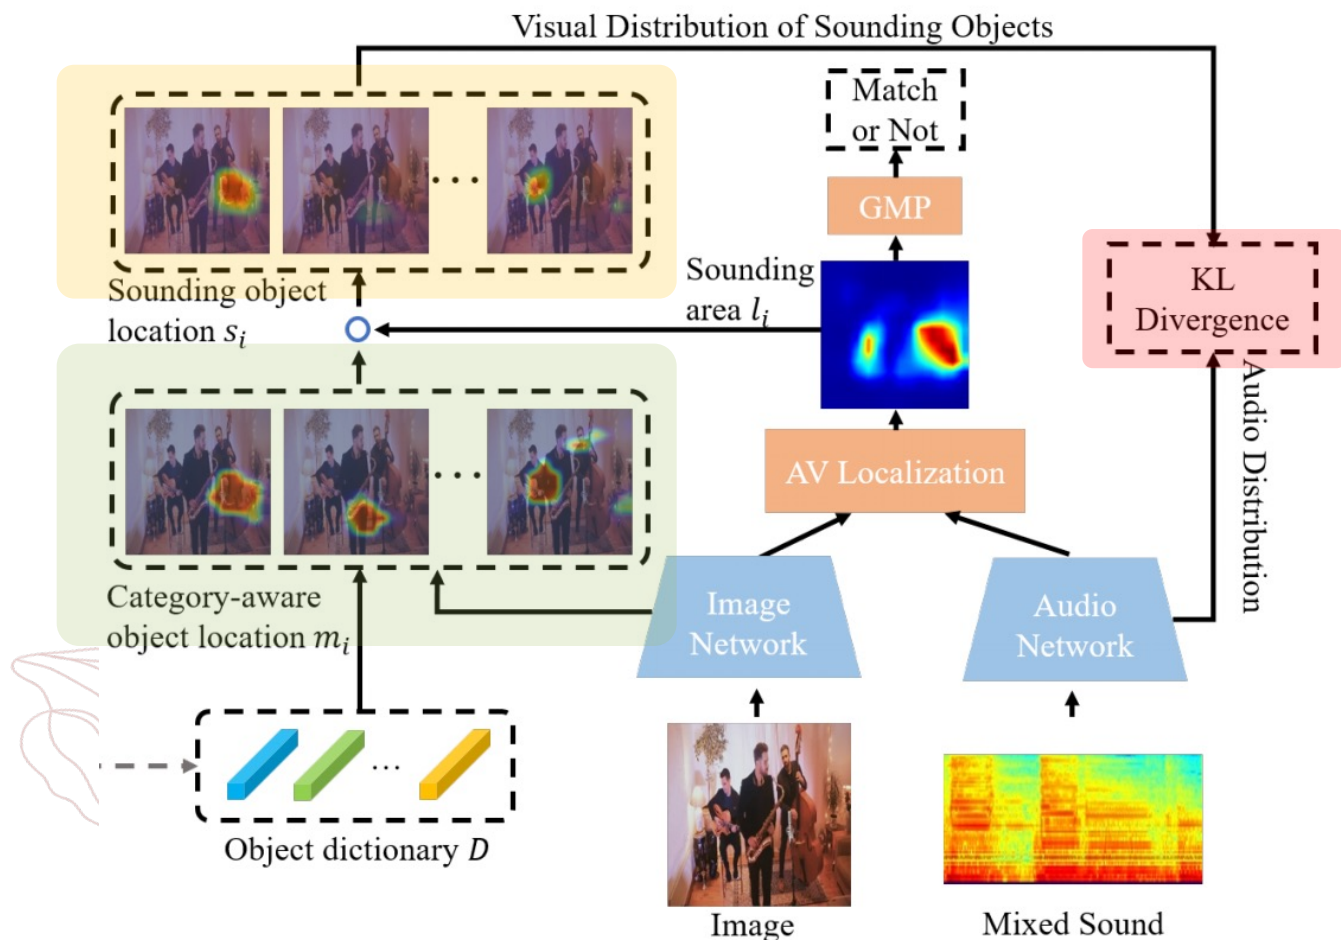 Visual Distribution of Sounding Objects
Match
or Not
GMP
Sounding
area $l_i$
KL
Divergence
Sounding object
location $s_i$
Audio Distribution
AV Localization
Category-aware
object location $m_i$
Image
Network
Audio
Network
Object dictionary $D$
Image
Mixed Sound